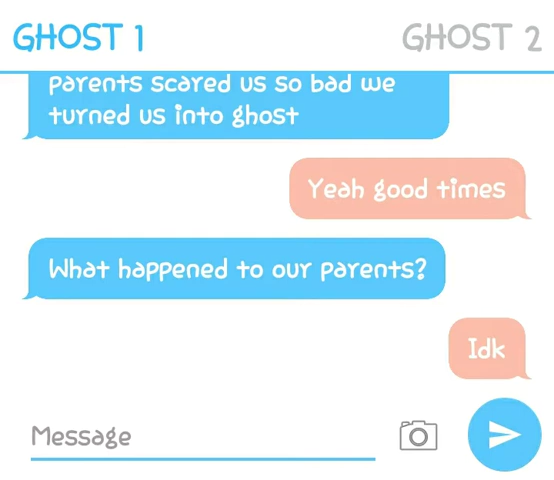 GHOST 1
GHOST 2
parents scared us so bad we
turned us into ghost
Yeah good times
What happened to our parents?
Idk
Message